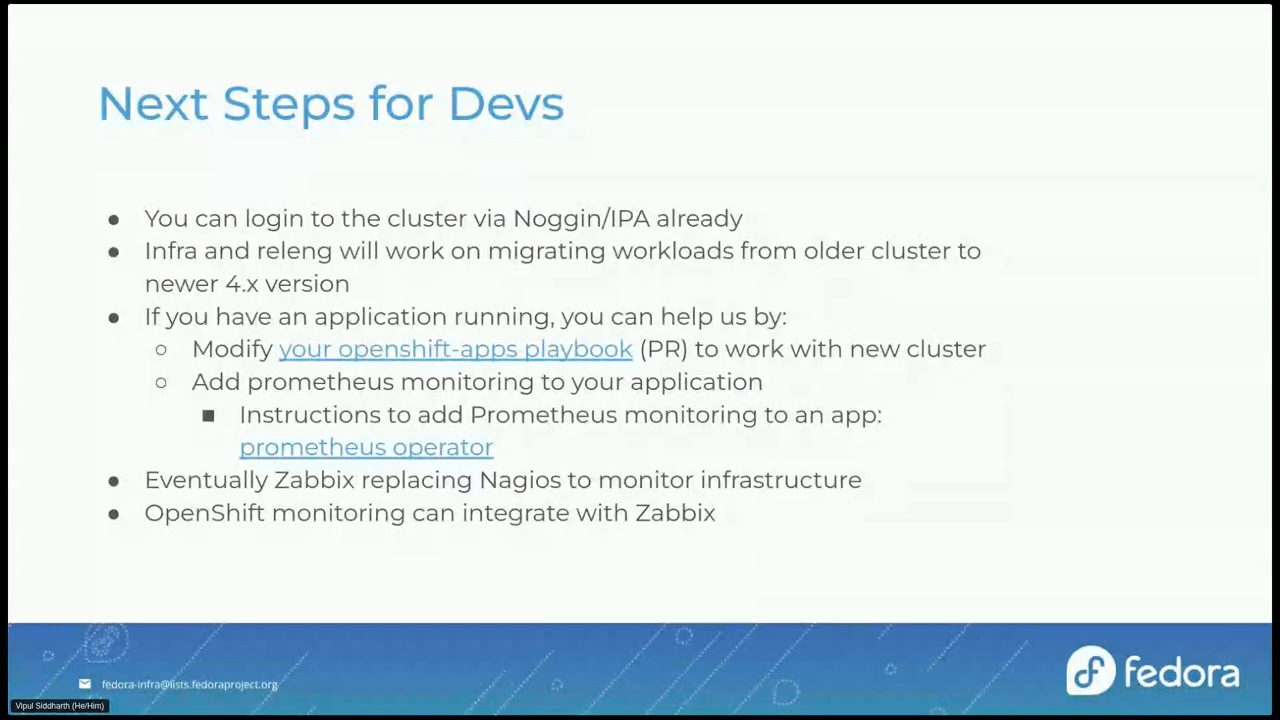 Next Steps for Devs
● You can login to the cluster via Noggin/IPA already
● Infra and releng will work on migrating workloads from older cluster to
newer 4.x version
● If you have an application running, you can help us by:
○ Modify your openshift-apps playbook (PR) to work with new cluster
○ Add prometheus monitoring to your application
■ Instructions to add Prometheus monitoring to an app:
prometheus operator
● Eventually Zabbix replacing Nagios to monitor infrastructure
● OpenShift monitoring can integrate with Zabbix
fedora-infra@lists.fedoraproject.org
fedora
Vipul Siddharth (He/Him)